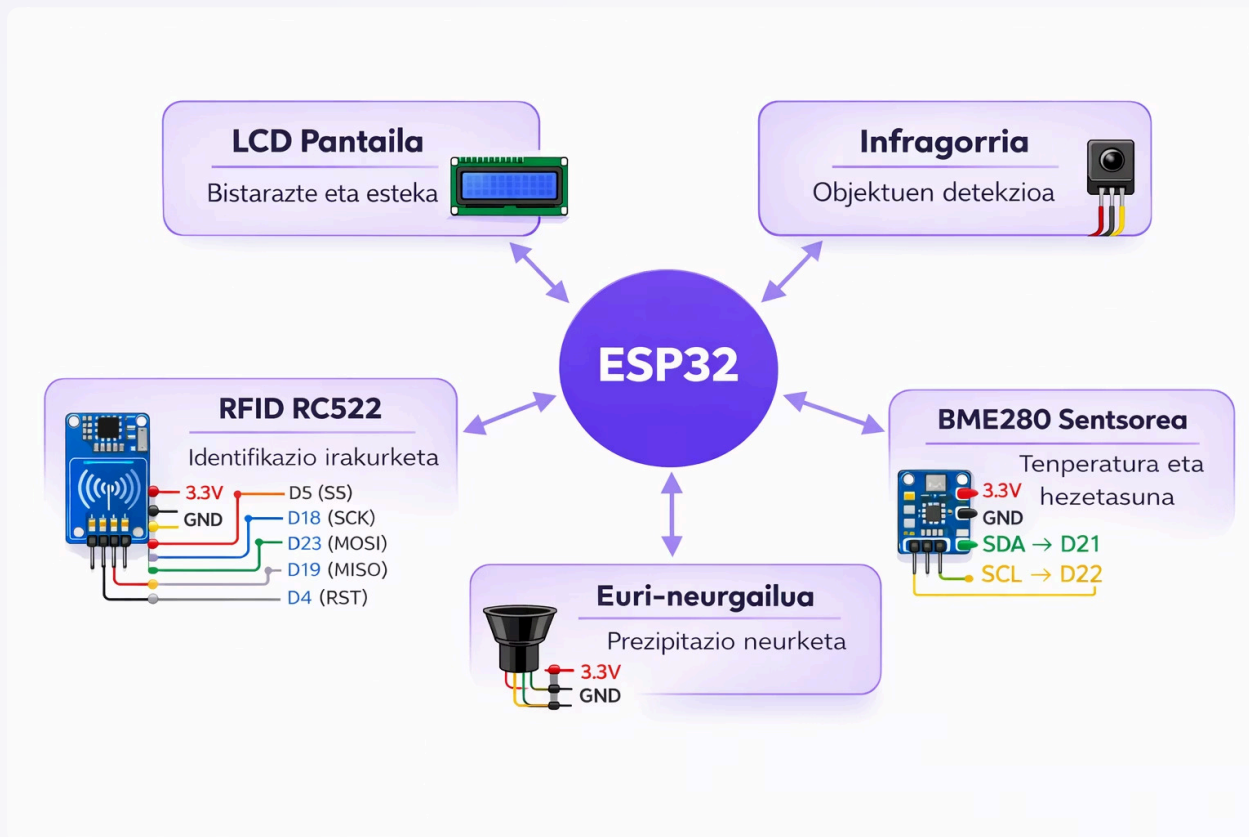 LCD Pantaila
Bistarazte eta esteka
Infragorria
Objektuen detekzioa
ESP32
RFID RC522
Identifikazio irakurketa
3.3V
GND
D5 (S5)
D18 (SCK)
D23 (MOSI)
D19 (MISO)
D4 (RST)
BME280 Sentsorea
Tenperatura eta
hezetasuna
3.3V
GND
SDA → D21
SCL → D22
Euri-neurgailua
Prezipitazio neurketa
3.3V
GND